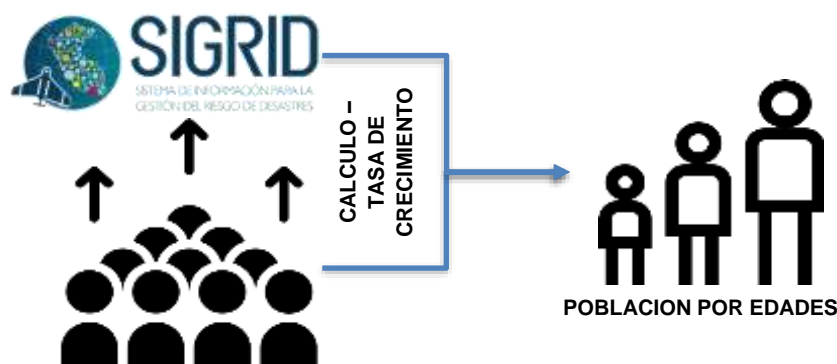 SIGRID
SISTEMA DE INFORMACIÓN PARA LA
GESTIÓN DEL RIESGO DE DESASTRES
CALCULO –
TASA DE
CRECIMIENTO
POBLACION POR EDADES